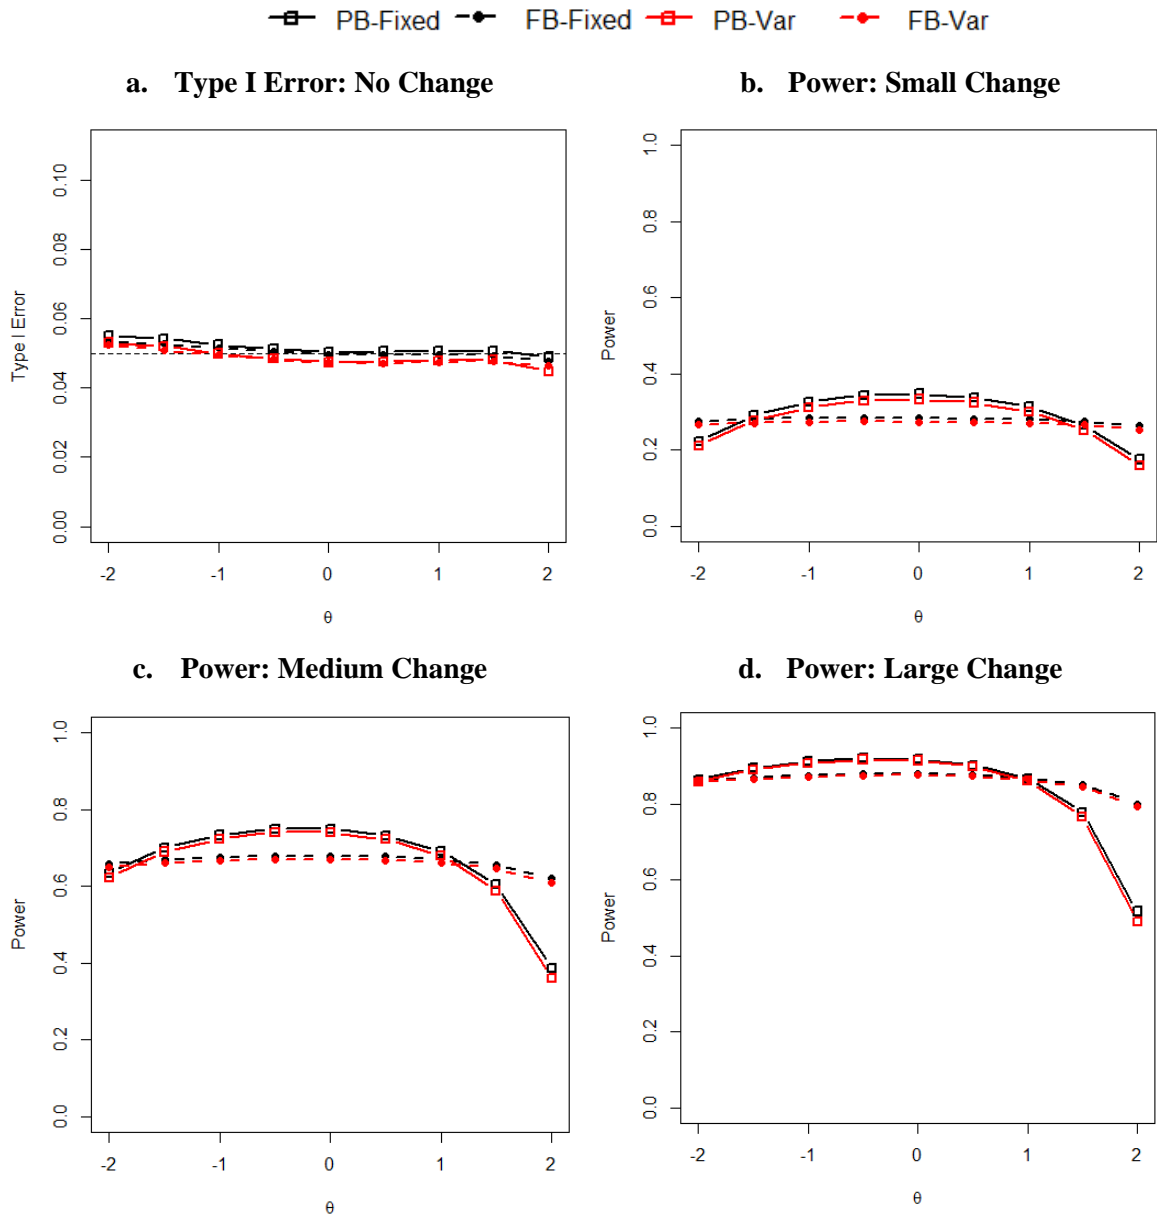 PB-Fixed FB-Fixed PB-Var FB-Var
a. Type I Error: No Change
b. Power: Small Change
Type I Error
0.00 0.02 0.04 0.06 0.08 0.10
-2 -1 0 1 2
θ
Power
0.0 0.2 0.4 0.6 0.8 1.0
-2 -1 0 1 2
θ
c. Power: Medium Change
d. Power: Large Change
Power
0.0 0.2 0.4 0.6 0.8 1.0
-2 -1 0 1 2
θ
Power
0.0 0.2 0.4 0.6 0.8 1.0
-2 -1 0 1 2
θ